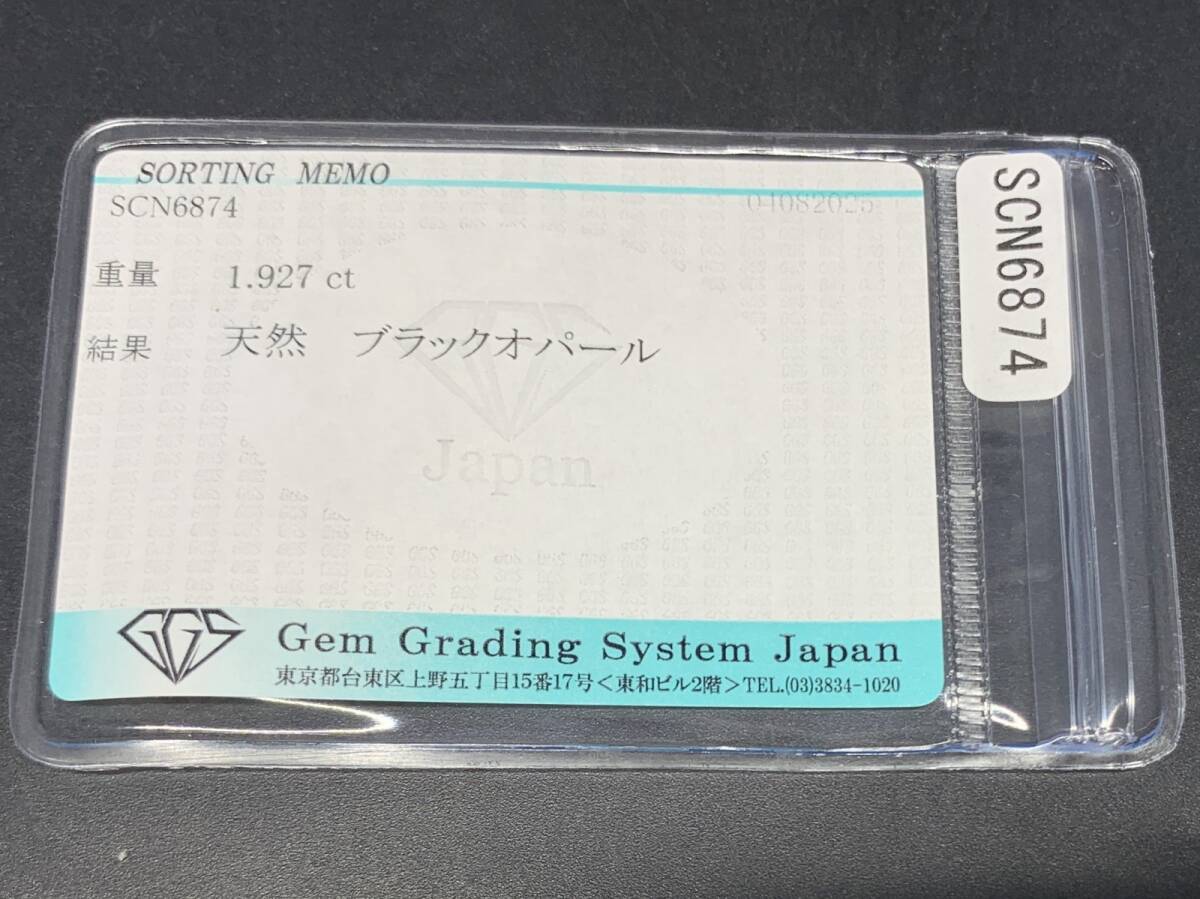 SORTING MEMO
SCN6874 04082025
重量 1.927 ct
結果 天然 ブラックオパール
Japan
GGS Gem Grading System Japan
東京都台東区上野五丁目15番17号＜東和ビル2階＞TEL.(03)3834-1020
SCN6874